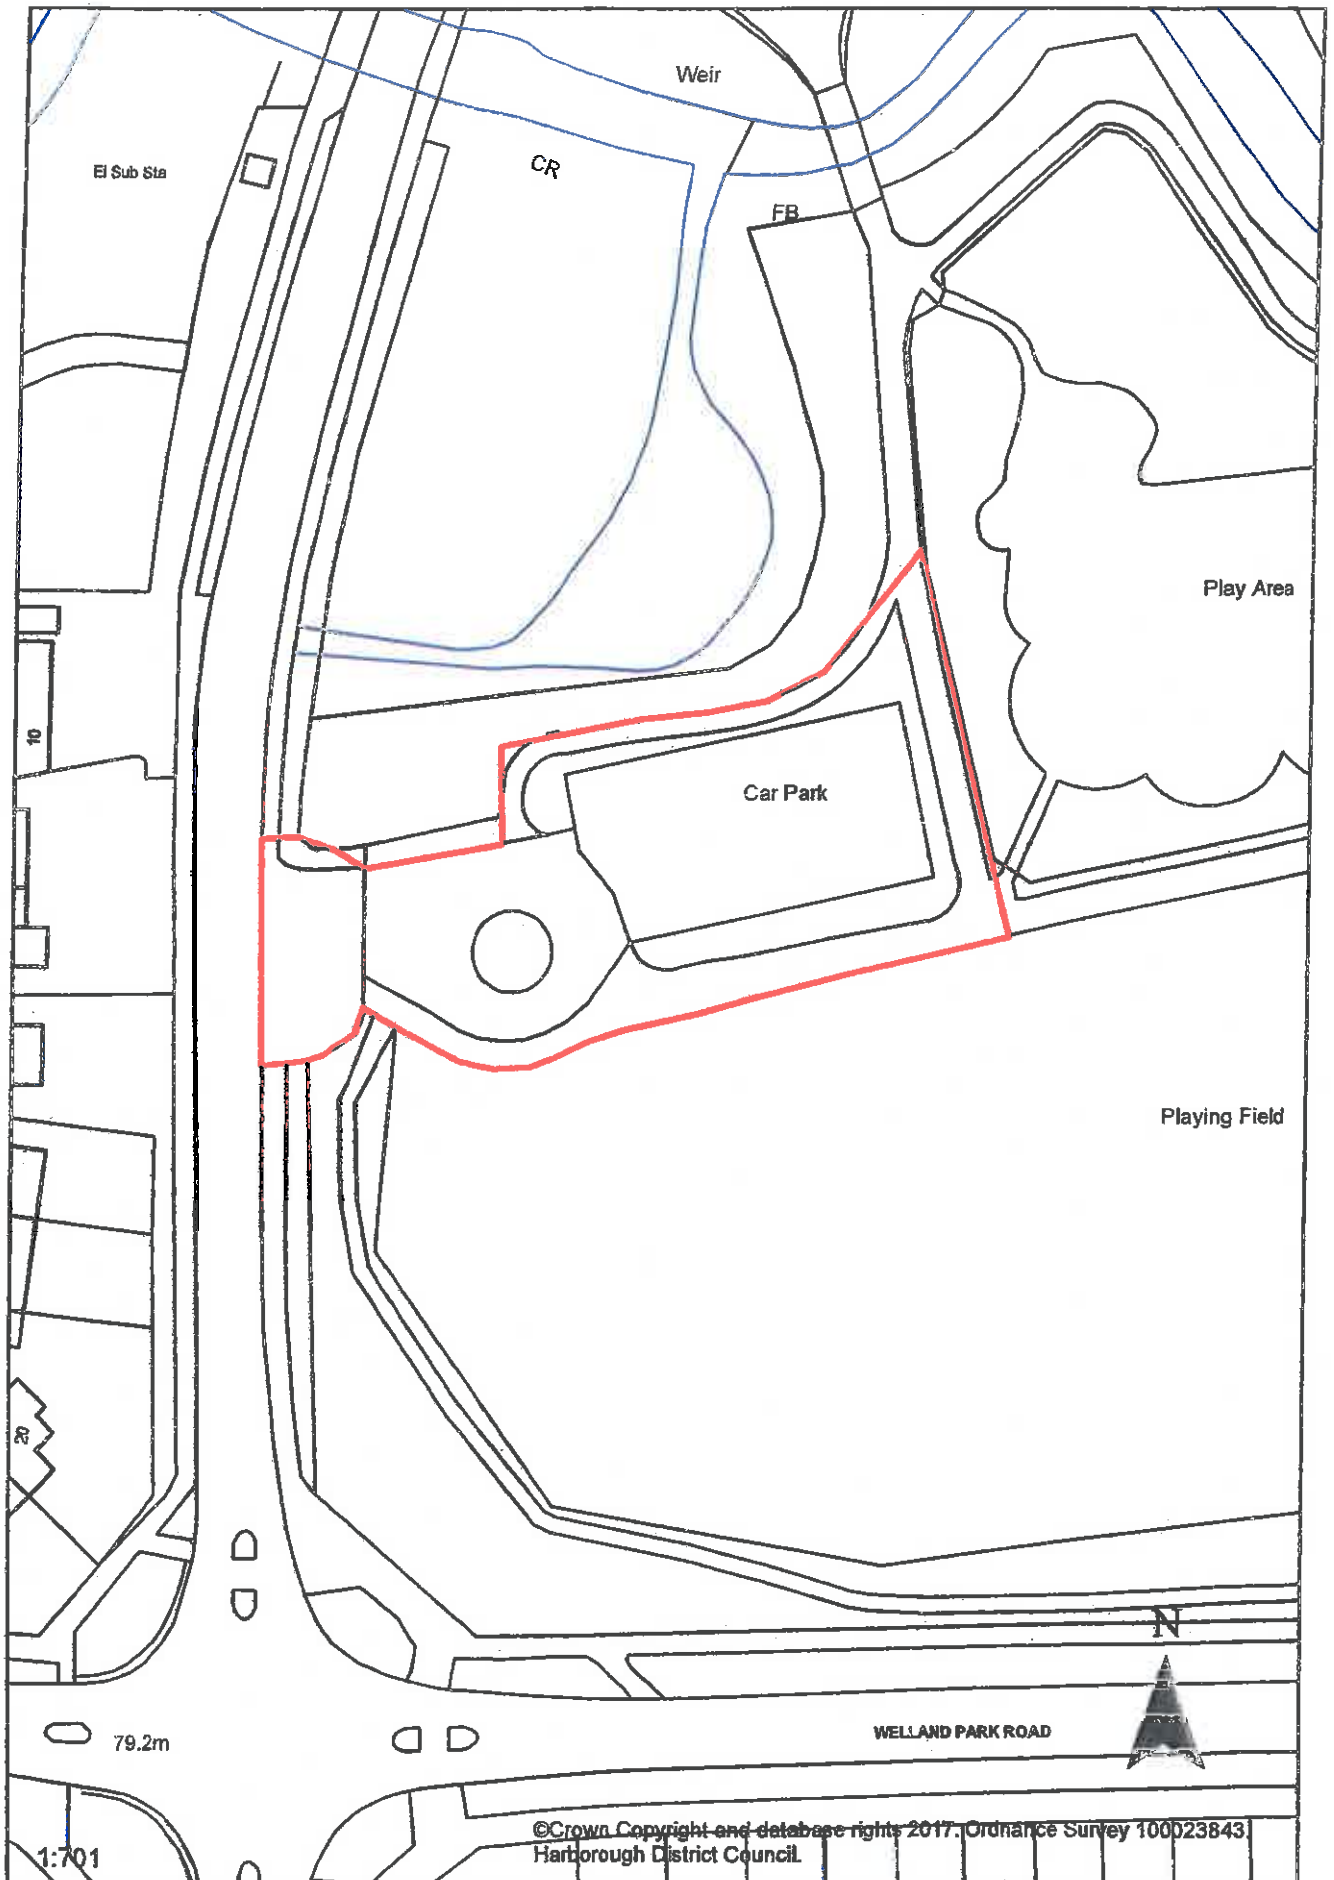 Weir
El Sub Sta
CR
FB
Play Area
10
Car Park
Playing Field
20
N
WELLAND PARK ROAD
79.2m
©Crown Copyright and database rights 2017. Ordnance Survey 100023843.
Harborough District Council.
1:701